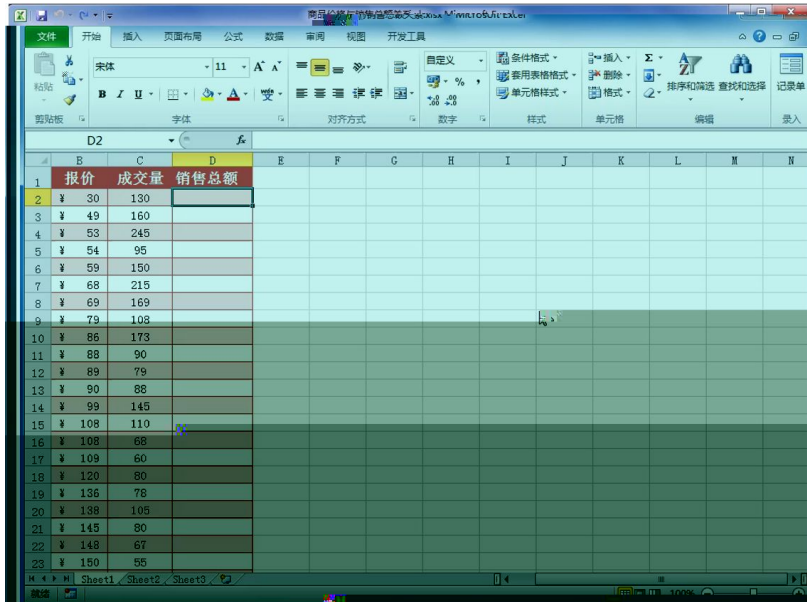 文件 开始 插入 页面布局 公式 数据 审阅 视图 开发工具
宋体 11 A A 自定义 条件格式 插入 Σ
粘贴 套用表格格式 删除 排序和筛选 查找和选择 记录单
B I U A 变 % , 单元格样式 格式
剪贴板 字体 对齐方式 数字 样式 单元格 编辑 录入
D2 fx
B C D E F G H I J K L M N
1 报价 成交量 销售总额
2 ¥ 30 130
3 ¥ 49 160
4 ¥ 53 245
5 ¥ 54 95
6 ¥ 59 150
7 ¥ 68 215
8 ¥ 69 169
9 ¥ 79 108
10 ¥ 86 173
11 ¥ 88 90
12 ¥ 89 79
13 ¥ 90 88
14 ¥ 99 145
15 ¥ 108 110
16 ¥ 108 68
17 ¥ 109 60
18 ¥ 120 80
19 ¥ 136 78
20 ¥ 138 105
21 ¥ 145 80
22 ¥ 148 67
23 ¥ 150 55
Sheet1 Sheet2 Sheet3
就绪 100%